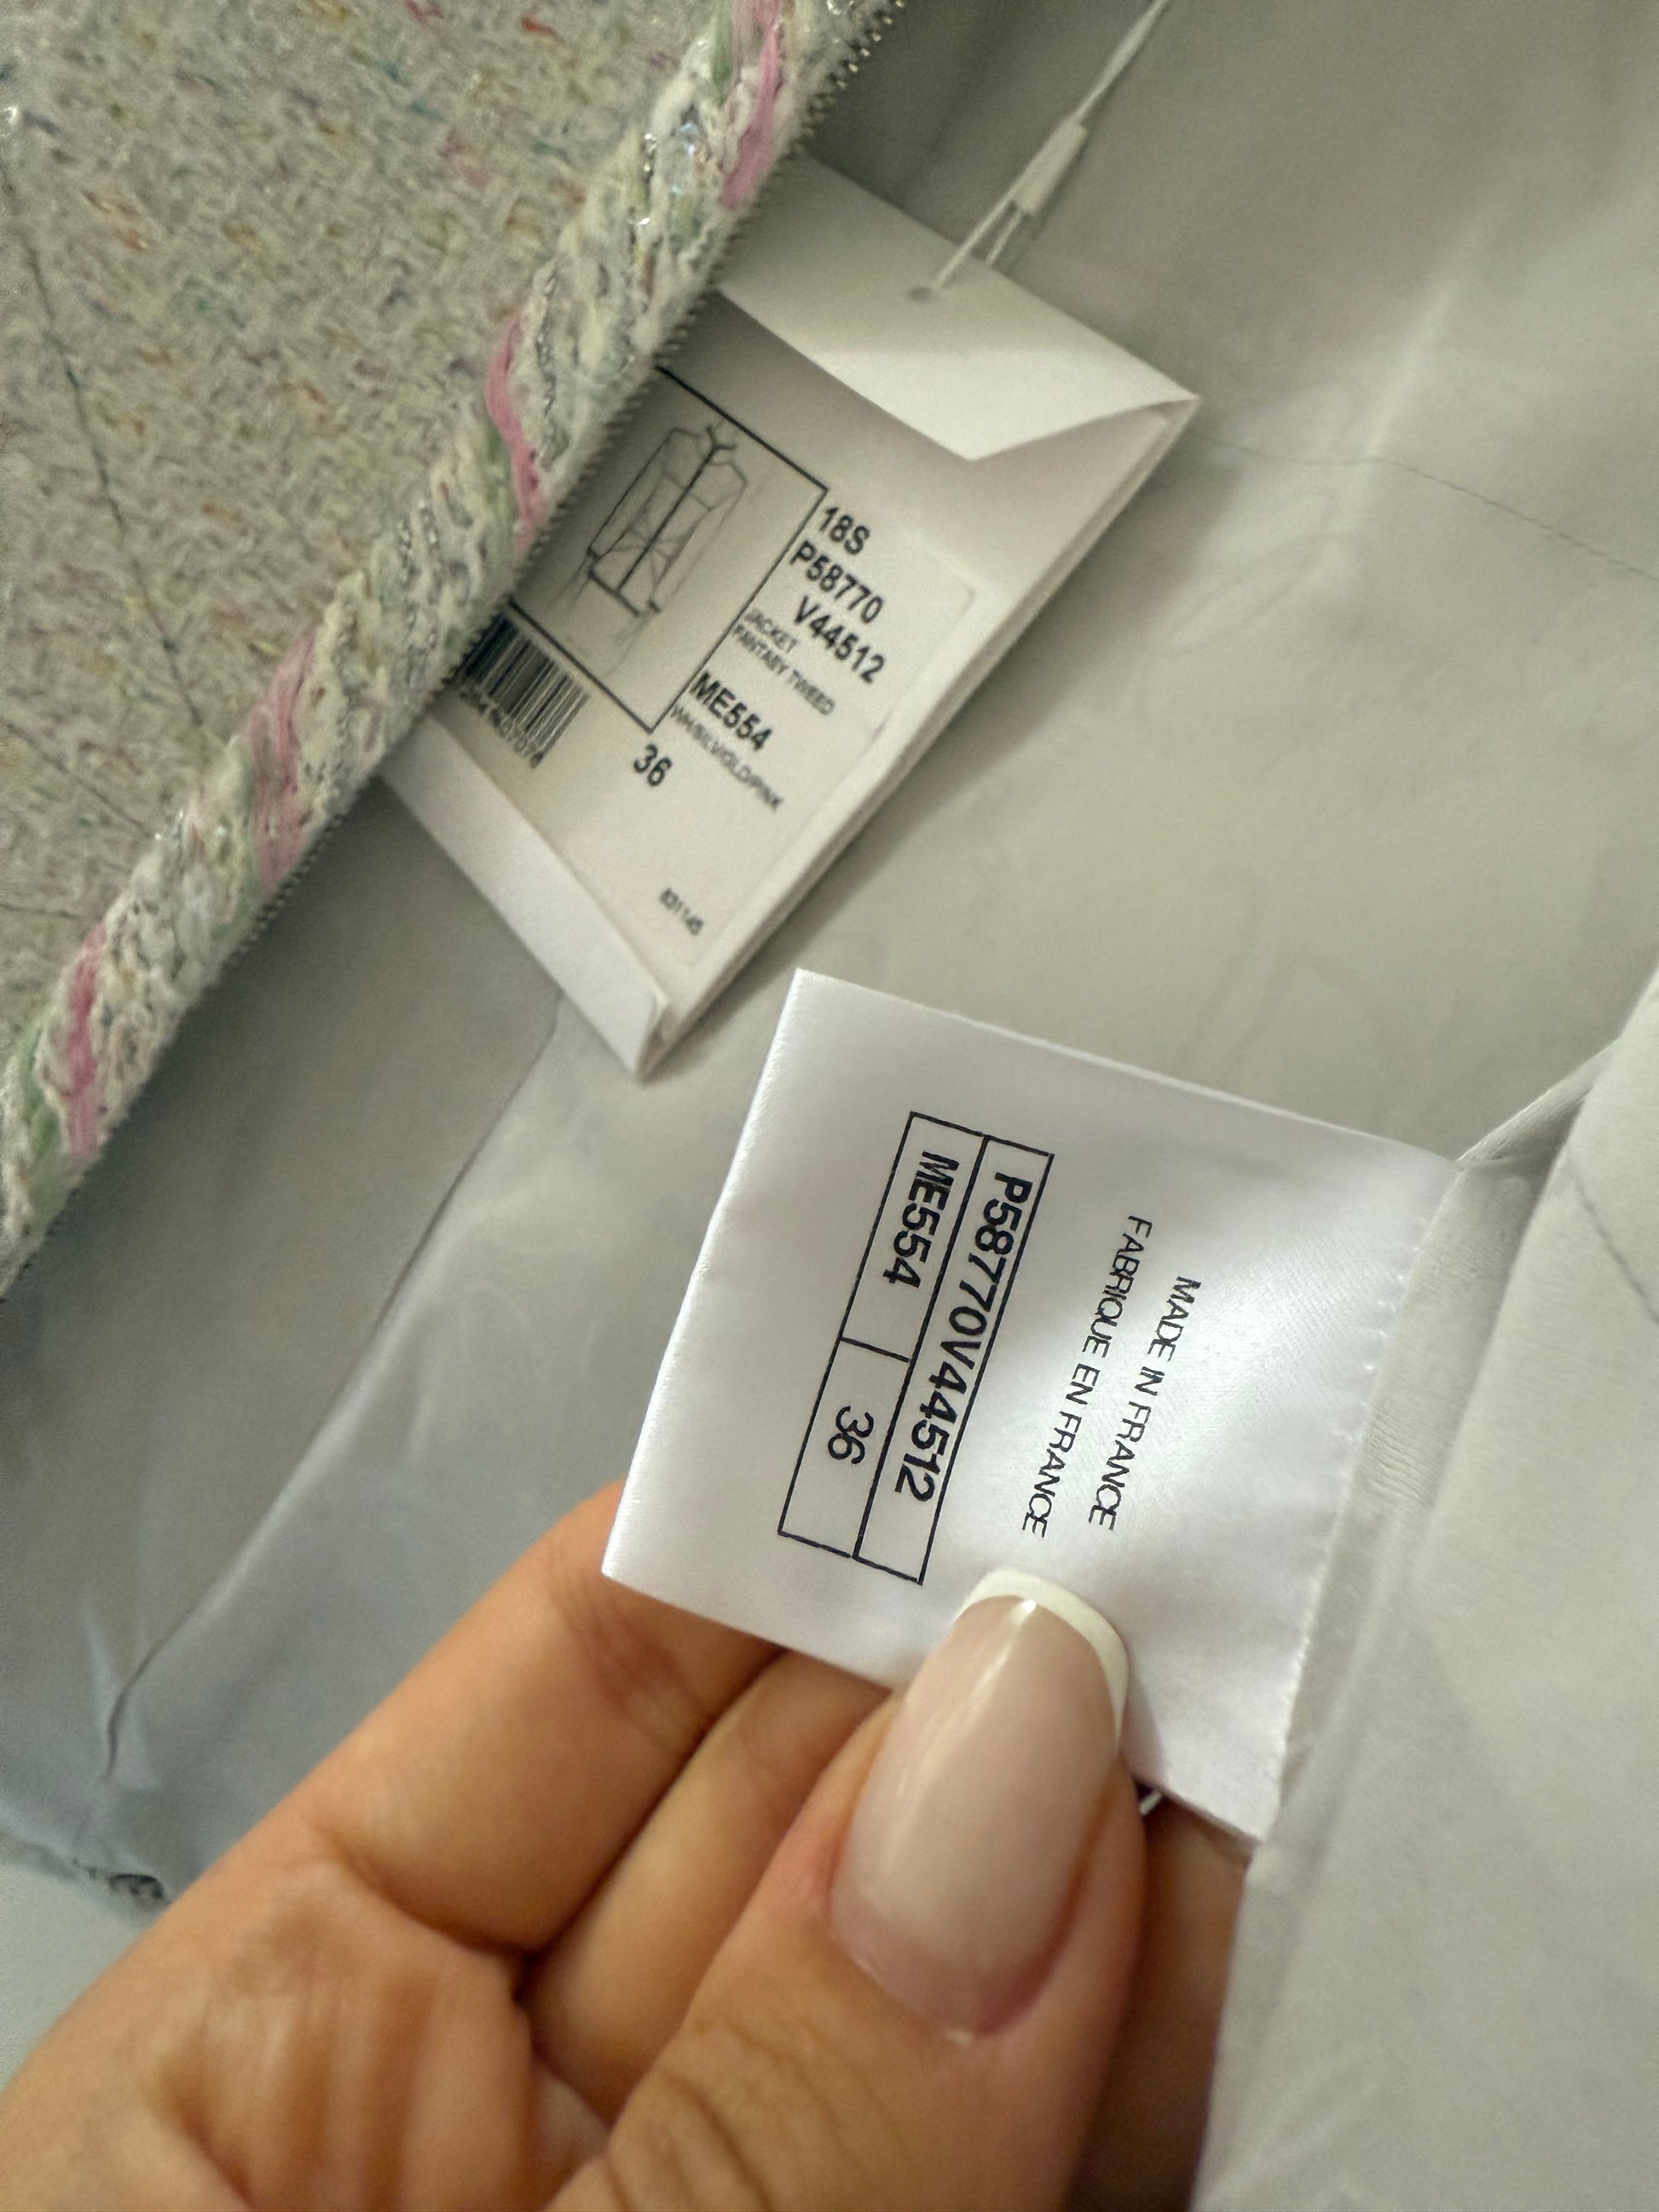 18S
P58770
V44512
JACKET
FANTASY TWEED
ME554
36
MADE IN FRANCE
FABRIQUE EN FRANCE
P58770V44512
ME554 36